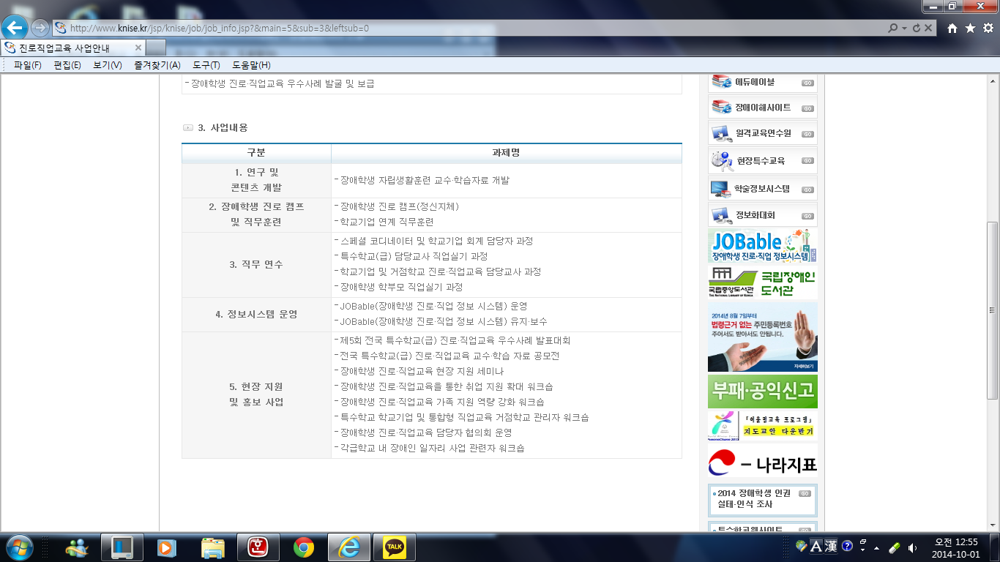 http://www.knise.kr/jsp/knise/job/job_info.jsp?&main=5&sub=3&leftsub=0
진로직업교육 사업안내
파일(F) 편집(E) 보기(V) 즐겨찾기(A) 도구(T) 도움말(H)
- 장애학생 진로·직업교육 우수사례 발굴 및 보급
3. 사업내용
구분 과제명
1. 연구 및
콘텐츠 개발
- 장애학생 자립생활훈련 교수·학습자료 개발
2. 장애학생 진로 캠프
및 직무훈련
- 장애학생 진로 캠프(정신지체)
- 학교기업 연계 직무훈련
3. 직무 연수
- 스페셜 코디네이터 및 학교기업 회계 담당자 과정
- 특수학교(급) 담당교사 직업실기 과정
- 학교기업 및 거점학교 진로·직업교육 담당교사 과정
- 장애학생 학부모 직업실기 과정
4. 정보시스템 운영
- JOBable(장애학생 진로·직업 정보 시스템) 운영
- JOBable(장애학생 진로·직업 정보 시스템) 유지·보수
5. 현장 지원
및 홍보 사업
- 제5회 전국 특수학교(급) 진로·직업교육 우수사례 발표대회
- 전국 특수학교(급) 진로·직업교육 교수·학습 자료 공모전
- 장애학생 진로·직업교육 현장 지원 세미나
- 장애학생 진로·직업교육을 통한 취업 지원 확대 워크숍
- 장애학생 진로·직업교육 가족 지원 역량 강화 워크숍
- 특수학교 학교기업 및 통합형 직업교육 거점학교 관리자 워크숍
- 장애학생 진로·직업교육 담당자 협의회 운영
- 각급학교 내 장애인 일자리 사업 관련자 워크숍
에듀에이블 GO
장애이해사이트 GO
원격교육연수원 GO
현장특수교육 GO
학술정보시스템 GO
정보화대회 GO
JOBable
장애학생 진로·직업 정보시스템
국립중앙도서관
THE NATIONAL LIBRARY OF KOREA
국립장애인
도서관
2014년 8월 7일부터
법령근거 없는 주민등록번호
주어서도 받아서도 안됩니다.
자세히보기
부패·공익신고
「어울림교육 프로그램」
지도교안 다운받기
- 나라지표
2014 장애학생 인권 GO
실태·인식 조사
특수학교웹사이트 GO
TALK
A 漢
오전 12:55
2014-10-01